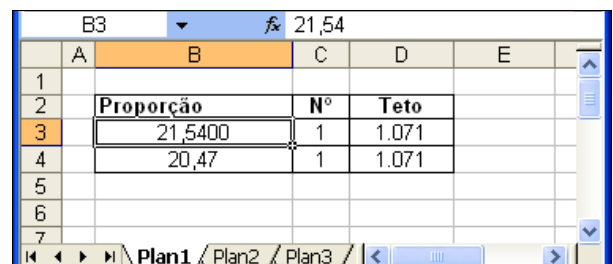 B3 fx 21,54
A B C D E
1
2 Proporção Nº Teto
3 21,5400 1 1.071
4 20,47 1 1.071
5
6
7
Plan1 / Plan2 / Plan3 /